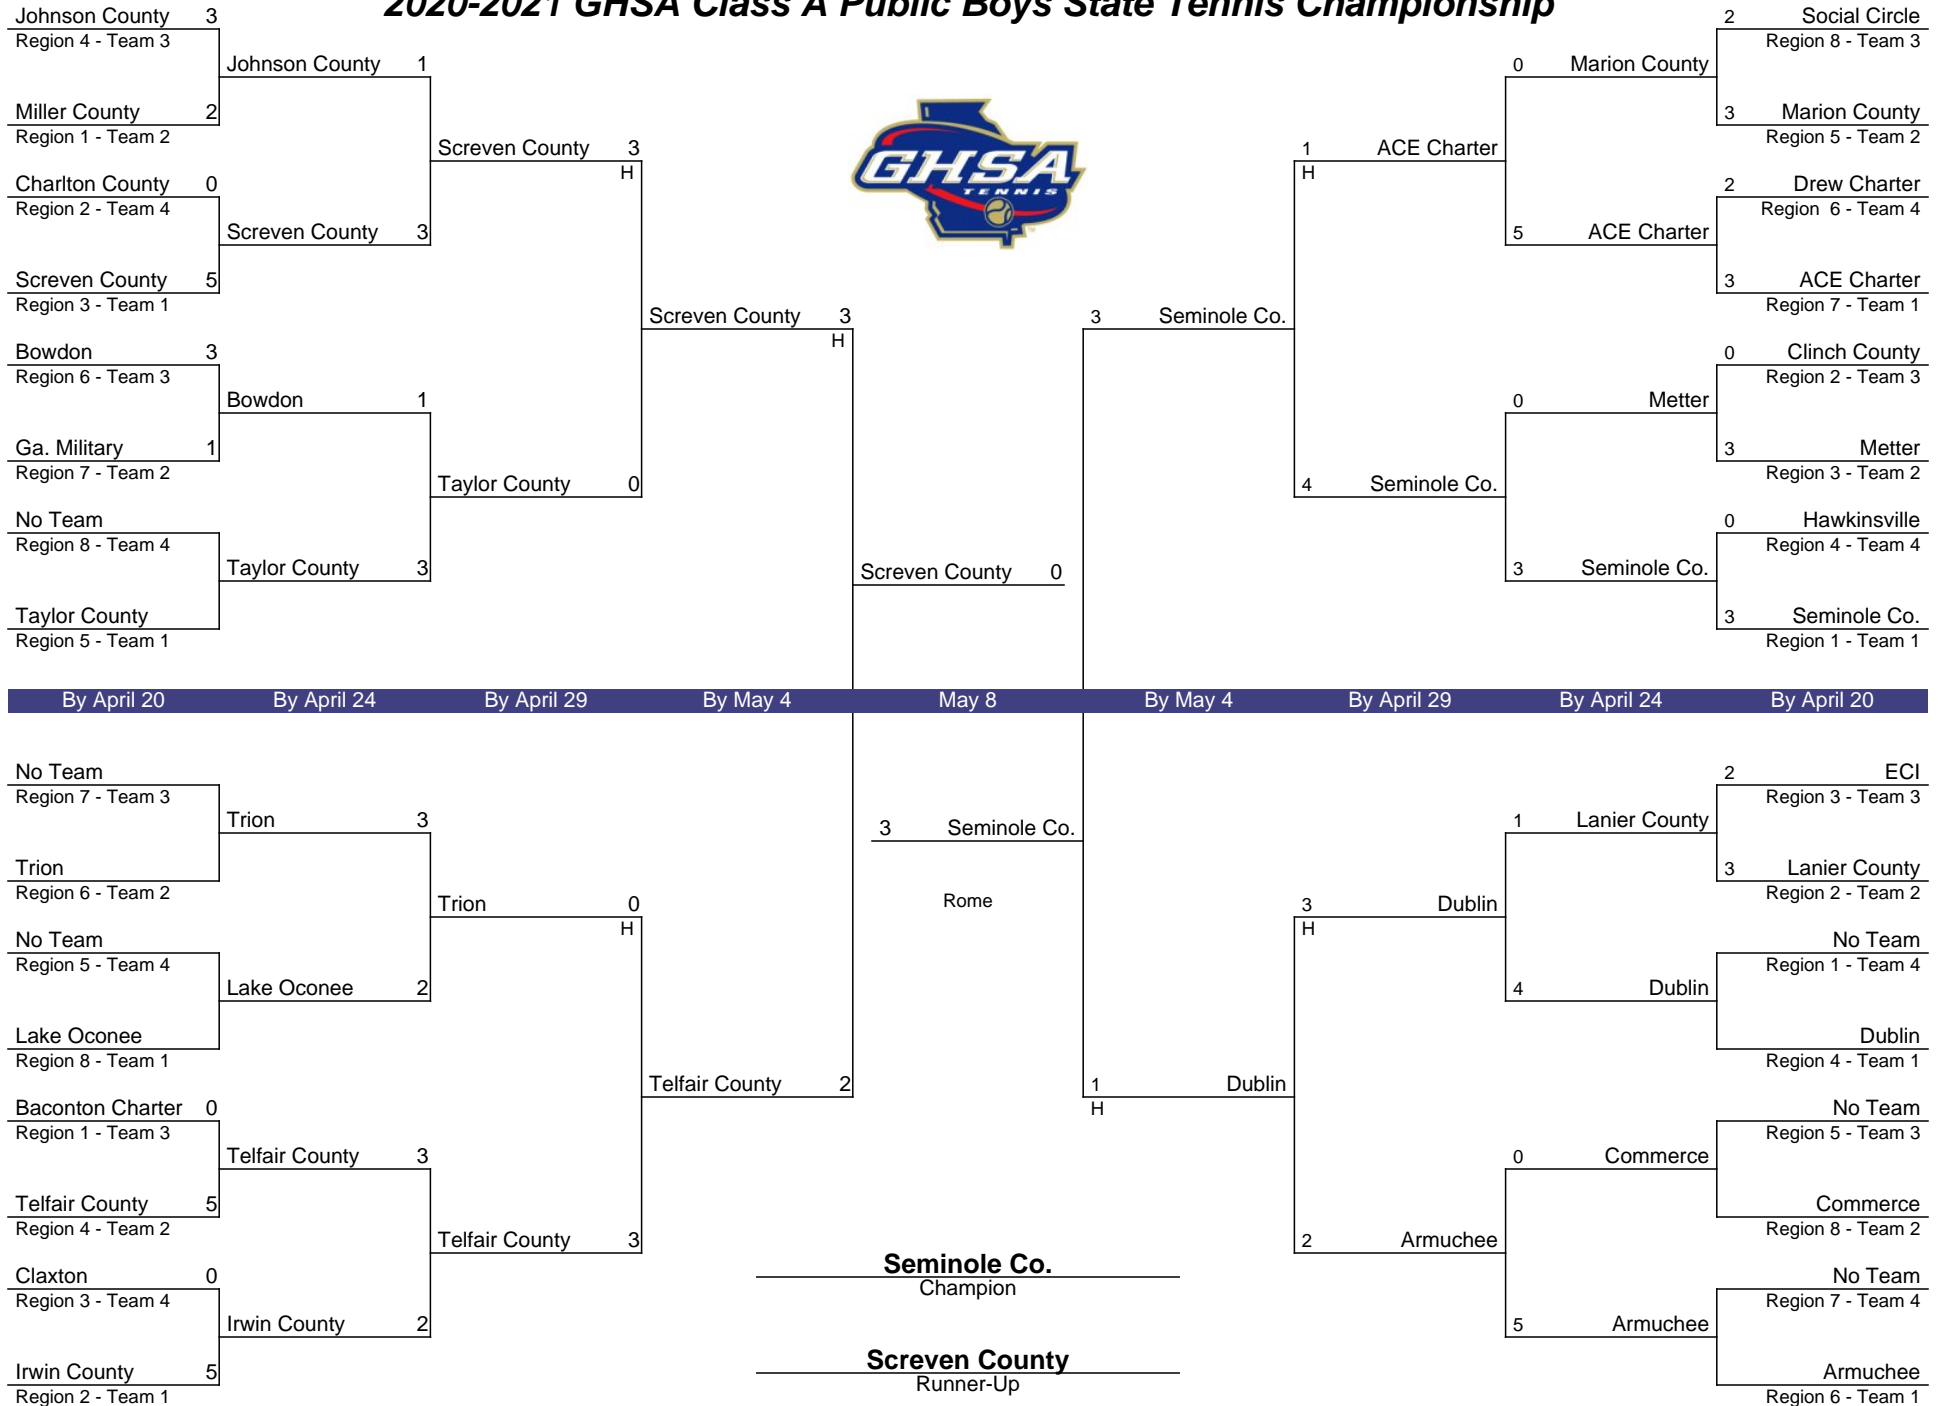 2020-2021 GHSA Class A Public Boys State Tennis Championship
Johnson County 3
Region 4 - Team 3
Miller County 2
Region 1 - Team 2
Charlton County 0
Region 2 - Team 4
Screven County 5
Region 3 - Team 1
Bowdon 3
Region 6 - Team 3
Ga. Military 1
Region 7 - Team 2
No Team
Region 8 - Team 4
Taylor County
Region 5 - Team 1
Johnson County 1
Screven County 3
Bowdon 1
Taylor County 3
Screven County 3
H
Taylor County 0
Screven County 3
H
Screven County 0
GHSA
TENNIS
3 Seminole Co.
1 ACE Charter
H
4 Seminole Co.
0 Marion County
5 ACE Charter
0 Metter
3 Seminole Co.
2 Social Circle
Region 8 - Team 3
3 Marion County
Region 5 - Team 2
2 Drew Charter
Region  6 - Team 4
3 ACE Charter
Region 7 - Team 1
0 Clinch County
Region 2 - Team 3
3 Metter
Region 3 - Team 2
0 Hawkinsville
Region 4 - Team 4
3 Seminole Co.
Region 1 - Team 1
By April 20 By April 24 By April 29 By May 4 May 8 By May 4 By April 29 By April 24 By April 20
No Team
Region 7 - Team 3
Trion
Region 6 - Team 2
No Team
Region 5 - Team 4
Lake Oconee
Region 8 - Team 1
Baconton Charter 0
Region 1 - Team 3
Telfair County 5
Region 4 - Team 2
Claxton 0
Region 3 - Team 4
Irwin County 5
Region 2 - Team 1
Trion 3
Lake Oconee 2
Telfair County 3
Irwin County 2
Trion 0
H
Telfair County 3
Telfair County 2
3 Seminole Co.
Rome
1 Dublin
H
3 Dublin
H
2 Armuchee
1 Lanier County
4 Dublin
0 Commerce
5 Armuchee
2 ECI
Region 3 - Team 3
3 Lanier County
Region 2 - Team 2
No Team
Region 1 - Team 4
Dublin
Region 4 - Team 1
No Team
Region 5 - Team 3
Commerce
Region 8 - Team 2
No Team
Region 7 - Team 4
Armuchee
Region 6 - Team 1
Seminole Co.
Champion
Screven County
Runner-Up